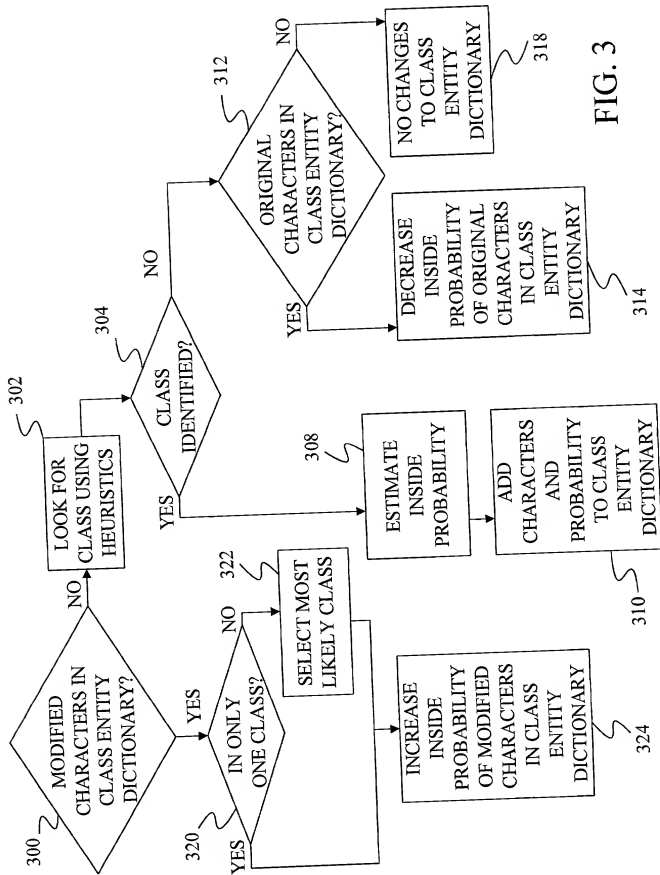 300
MODIFIED
CHARACTERS IN
CLASS ENTITY
DICTIONARY?
NO
YES
302
LOOK FOR
CLASS USING
HEURISTICS
304
CLASS
IDENTIFIED?
NO
YES
312
ORIGINAL
CHARACTERS IN
CLASS ENTITY
DICTIONARY?
NO
YES
320
IN ONLY
ONE CLASS?
NO
YES
322
SELECT MOST
LIKELY CLASS
INCREASE
INSIDE
PROBABILITY
OF MODIFIED
CHARACTERS
IN CLASS
ENTITY
DICTIONARY
324
308
ESTIMATE
INSIDE
PROBABILITY
ADD
CHARACTERS
AND
PROBABILITY
TO CLASS
ENTITY
DICTIONARY
310
DECREASE
INSIDE
PROBABILITY
OF ORIGINAL
CHARACTERS
IN CLASS
ENTITY
DICTIONARY
314
NO CHANGES
TO CLASS
ENTITY
DICTIONARY
318
FIG. 3